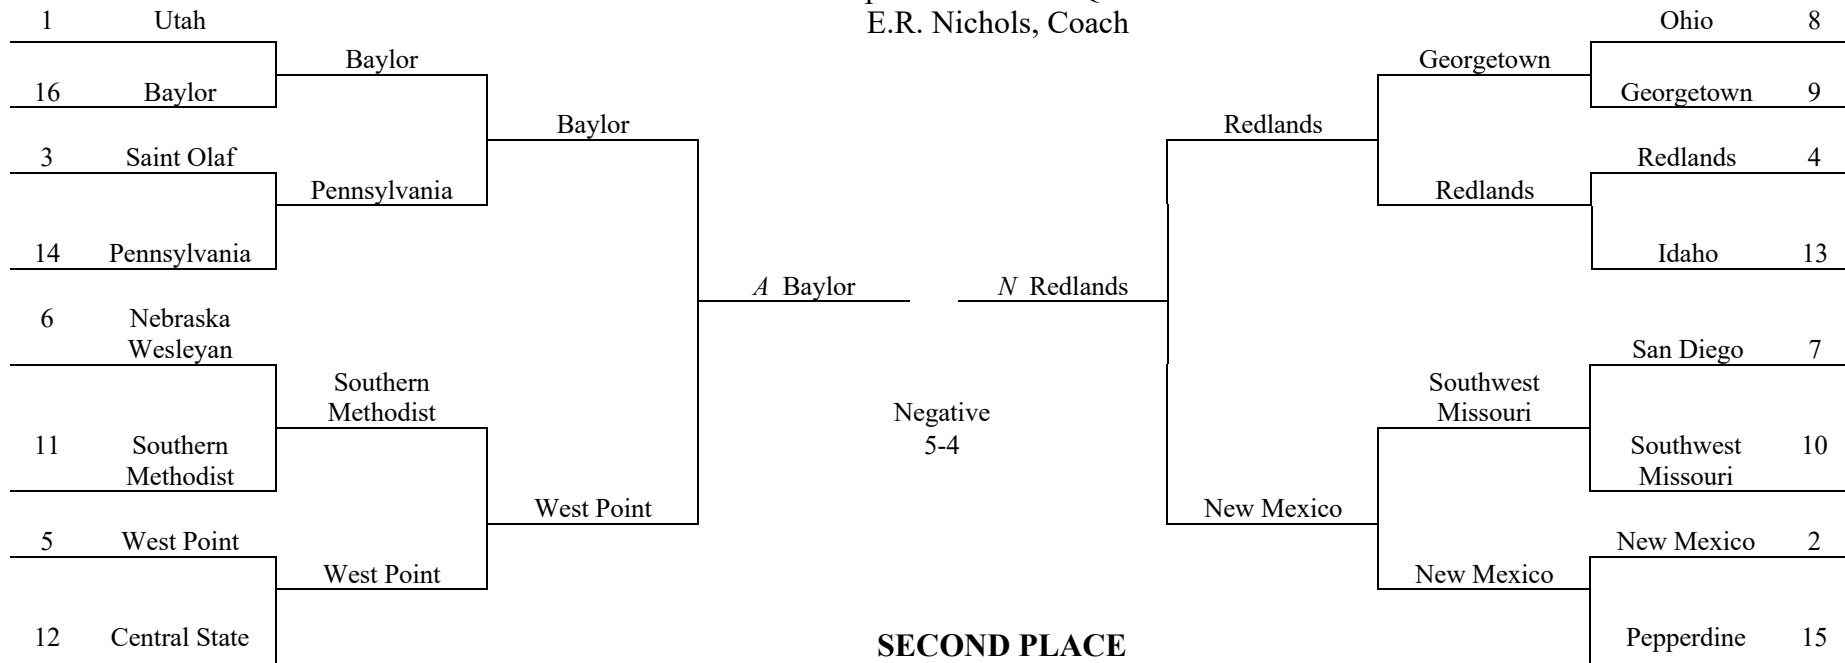 E.R. Nichols, Coach
1 Utah
16 Baylor
3 Saint Olaf
14 Pennsylvania
6 Nebraska
Wesleyan
11 Southern
Methodist
5 West Point
12 Central State
Baylor
Pennsylvania
Southern
Methodist
West Point
Baylor
West Point
A Baylor
N Redlands
Negative
5-4
Redlands
New Mexico
Georgetown
Redlands
Southwest
Missouri
New Mexico
Ohio 8
Georgetown 9
Redlands 4
Idaho 13
San Diego 7
Southwest 10
Missouri
New Mexico 2
Pepperdine 15
SECOND PLACE